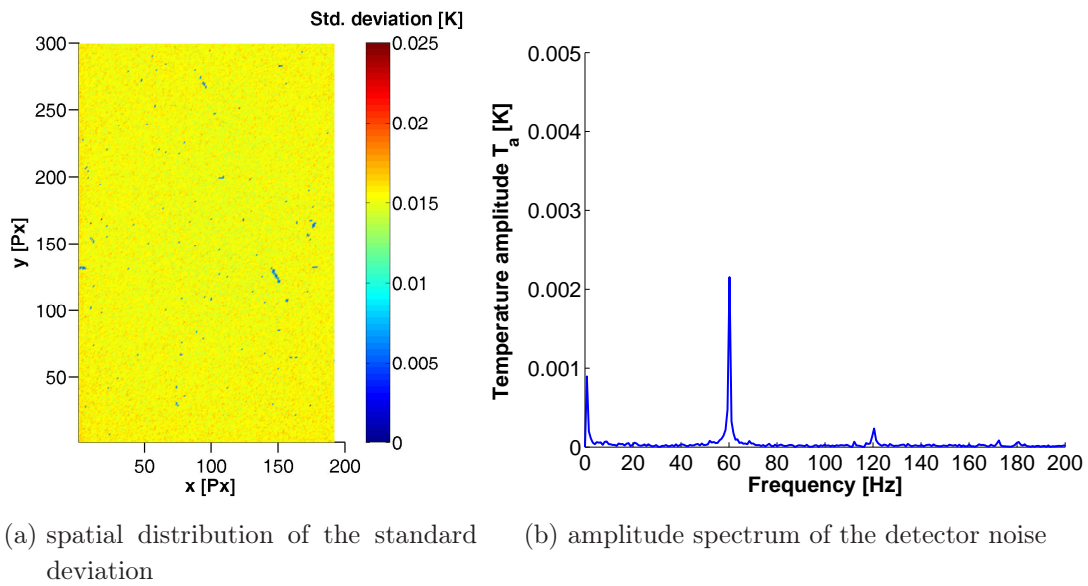 Std. deviation [K]
300
250
200
150
100
50
y [Px]
50
100
150
200
x [Px]
0.025
0.02
0.015
0.01
0.005
0
0.005
0.004
0.003
0.002
0.001
0
Temperature amplitude T_a [K]
0 20 40 60 80 100 120 140 160 180 200
Frequency [Hz]
(a) spatial distribution of the standard
deviation
(b) amplitude spectrum of the detector noise